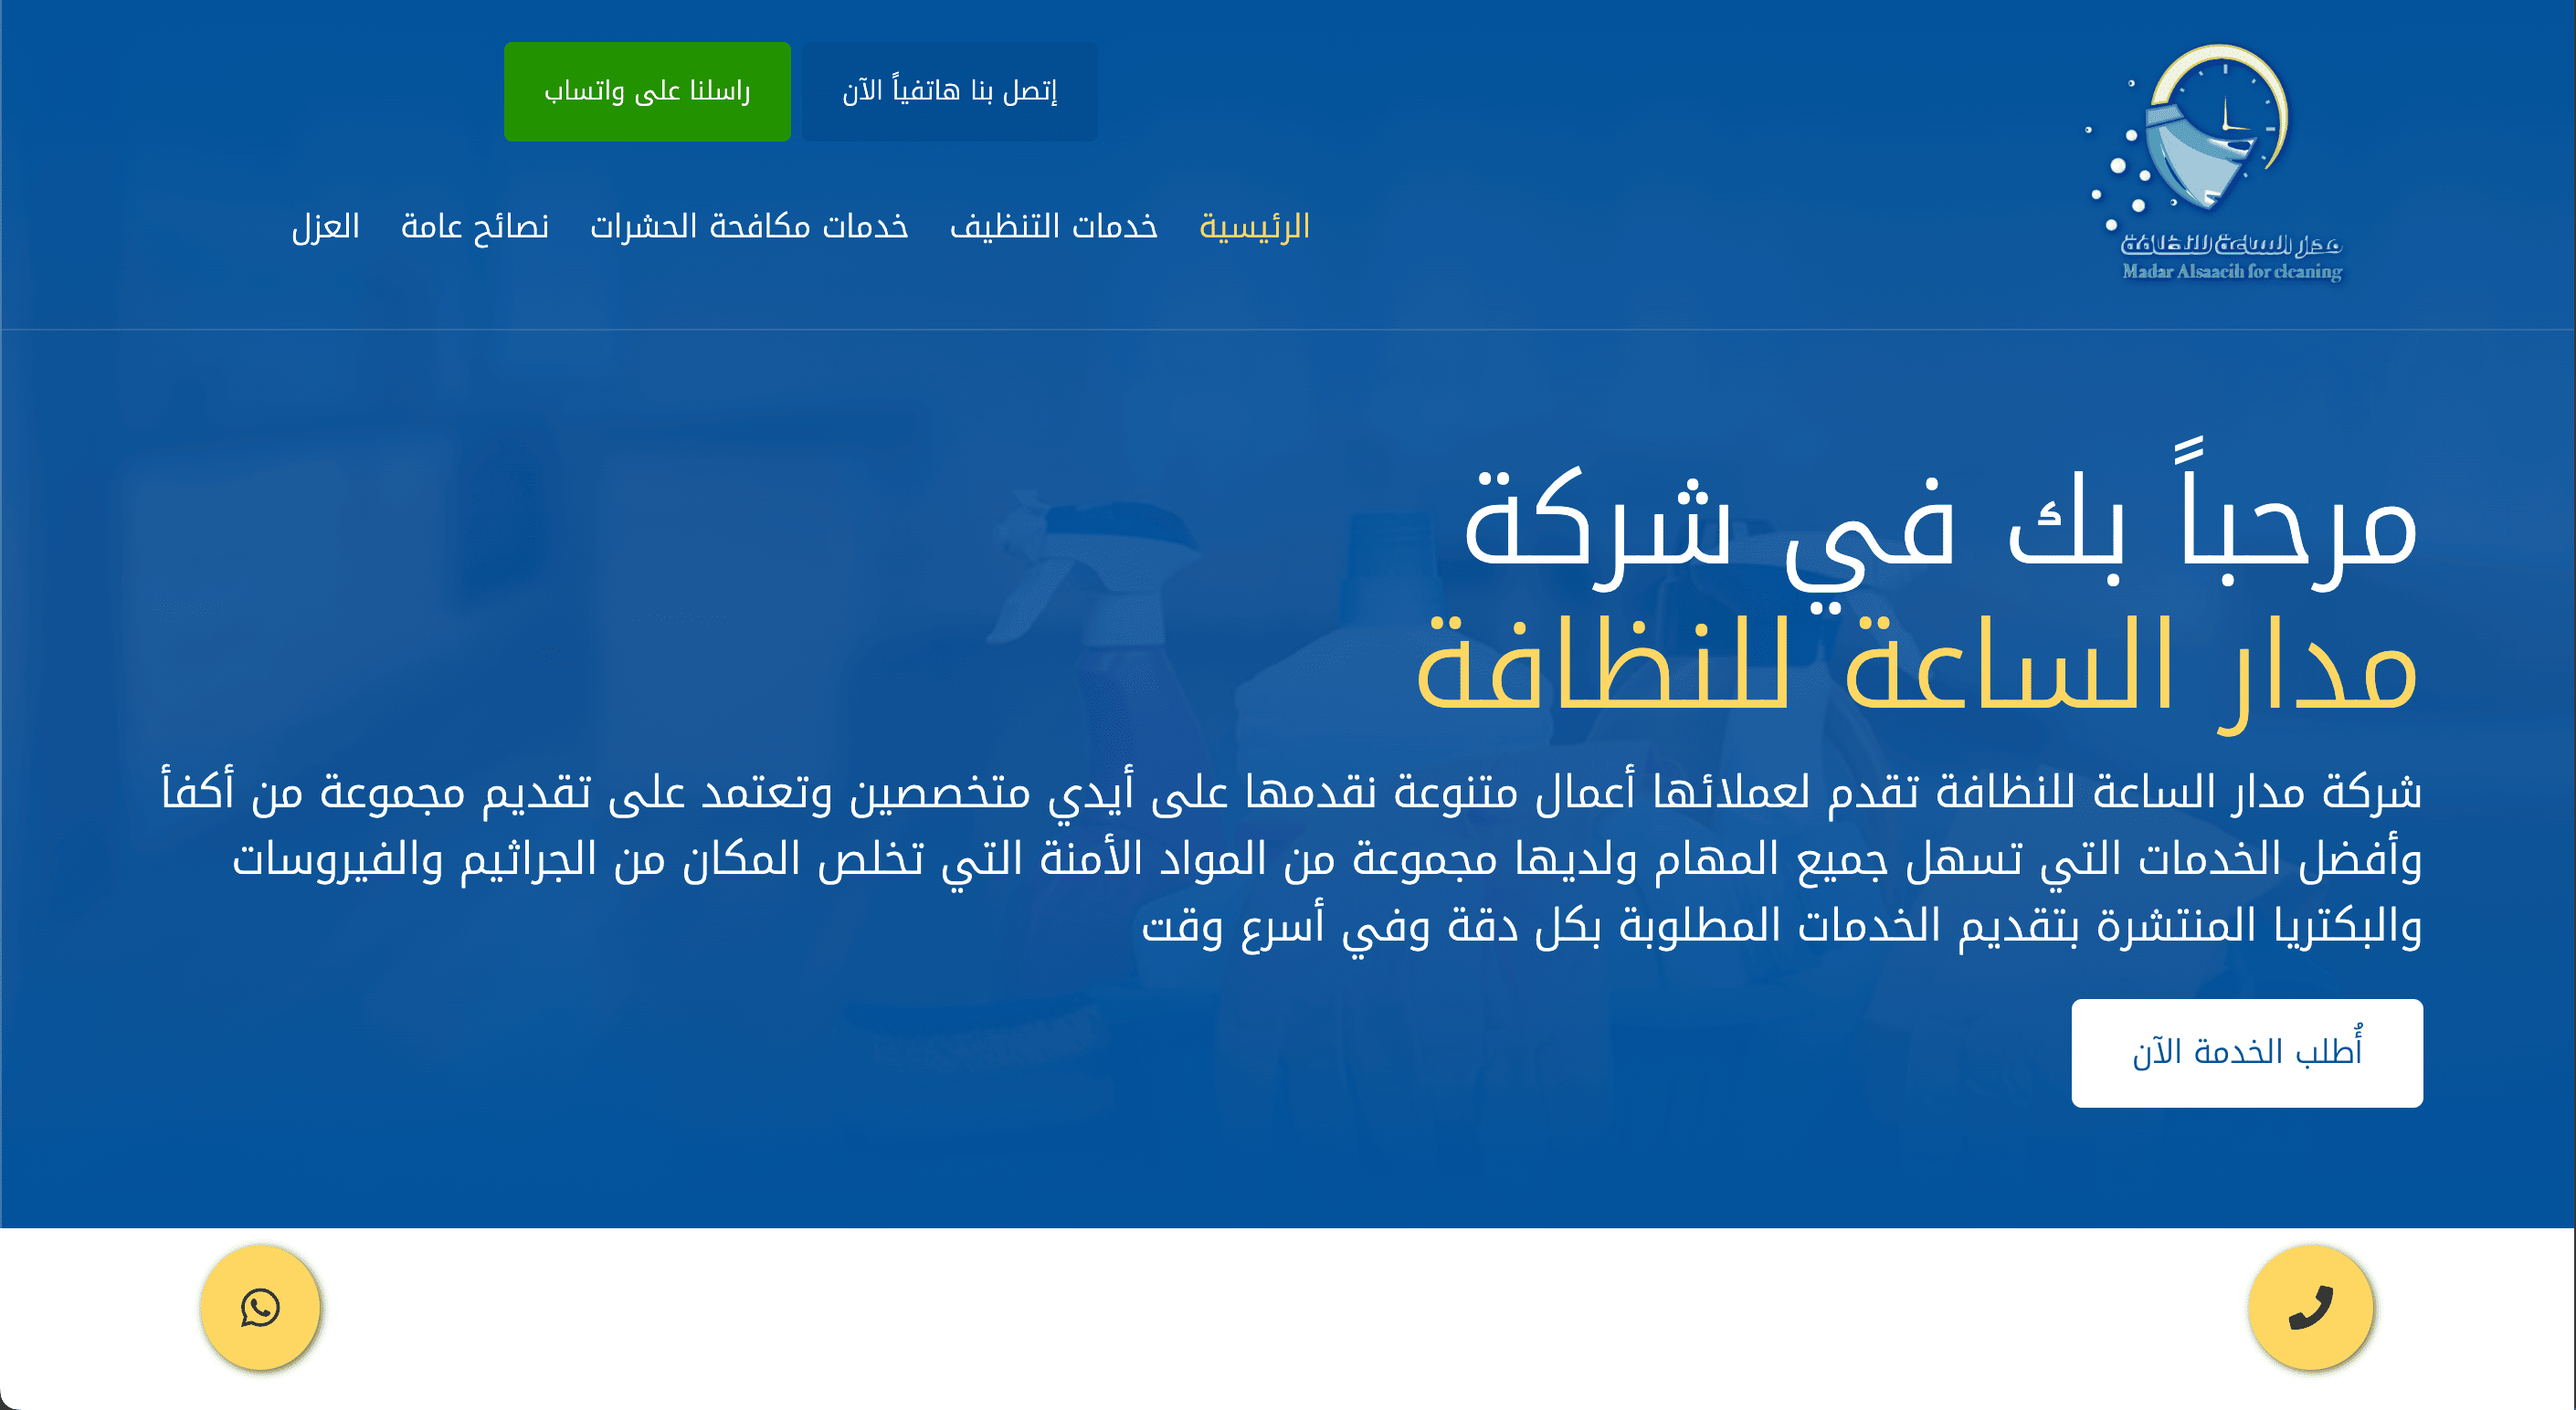 مدار الساعة للنظافة
Madar Alsaacih for cleaning
إتصل بنا هاتفياً الآن
راسلنا على واتساب
الرئيسية خدمات التنظيف خدمات مكافحة الحشرات نصائح عامة العزل
مرحباً بك في شركة
مدار الساعة للنظافة
شركة مدار الساعة للنظافة تقدم لعملائها أعمال متنوعة نقدمها على أيدي متخصصين وتعتمد على تقديم مجموعة من أكفأ
وأفضل الخدمات التي تسهل جميع المهام ولديها مجموعة من المواد الأمنة التي تخلص المكان من الجراثيم والفيروسات
والبكتريا المنتشرة بتقديم الخدمات المطلوبة بكل دقة وفي أسرع وقت
أُطلب الخدمة الآن